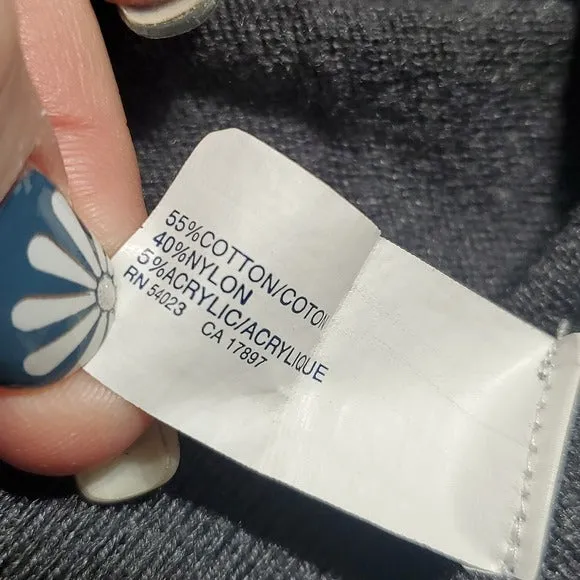 55%COTTON/COTON
40%NYLON
5%ACRYLIC/ACRYLIQUE
RN 54023 CA 17897